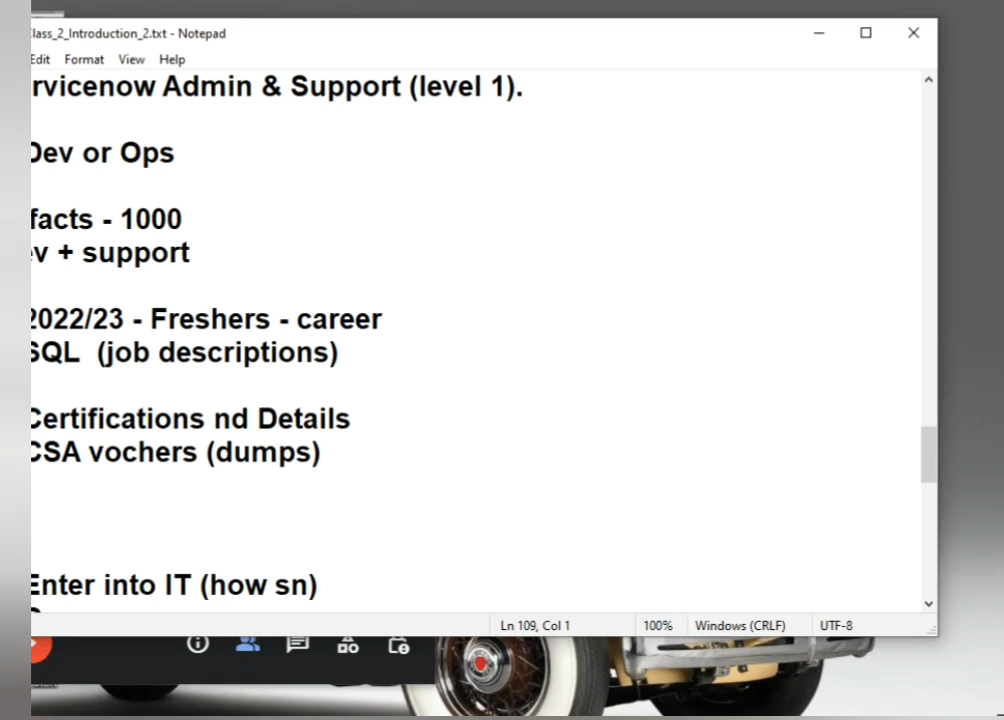 lass_2_Introduction_2.txt - Notepad
Edit Format View Help
rvicenow Admin & Support (level 1).
Dev or Ops
facts - 1000
ev + support
2022/23 - Freshers - career
SQL (job descriptions)
Certifications nd Details
CSA vochers (dumps)
Enter into IT (how sn)
Ln 109, Col 1 100% Windows (CRLF) UTF-8